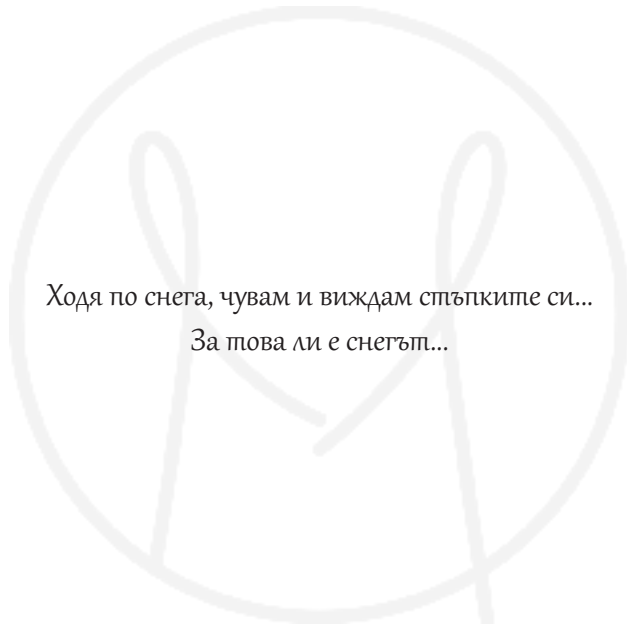 Ходя по снега, чувам и виждам стъпките си...
За това ли е снегът...